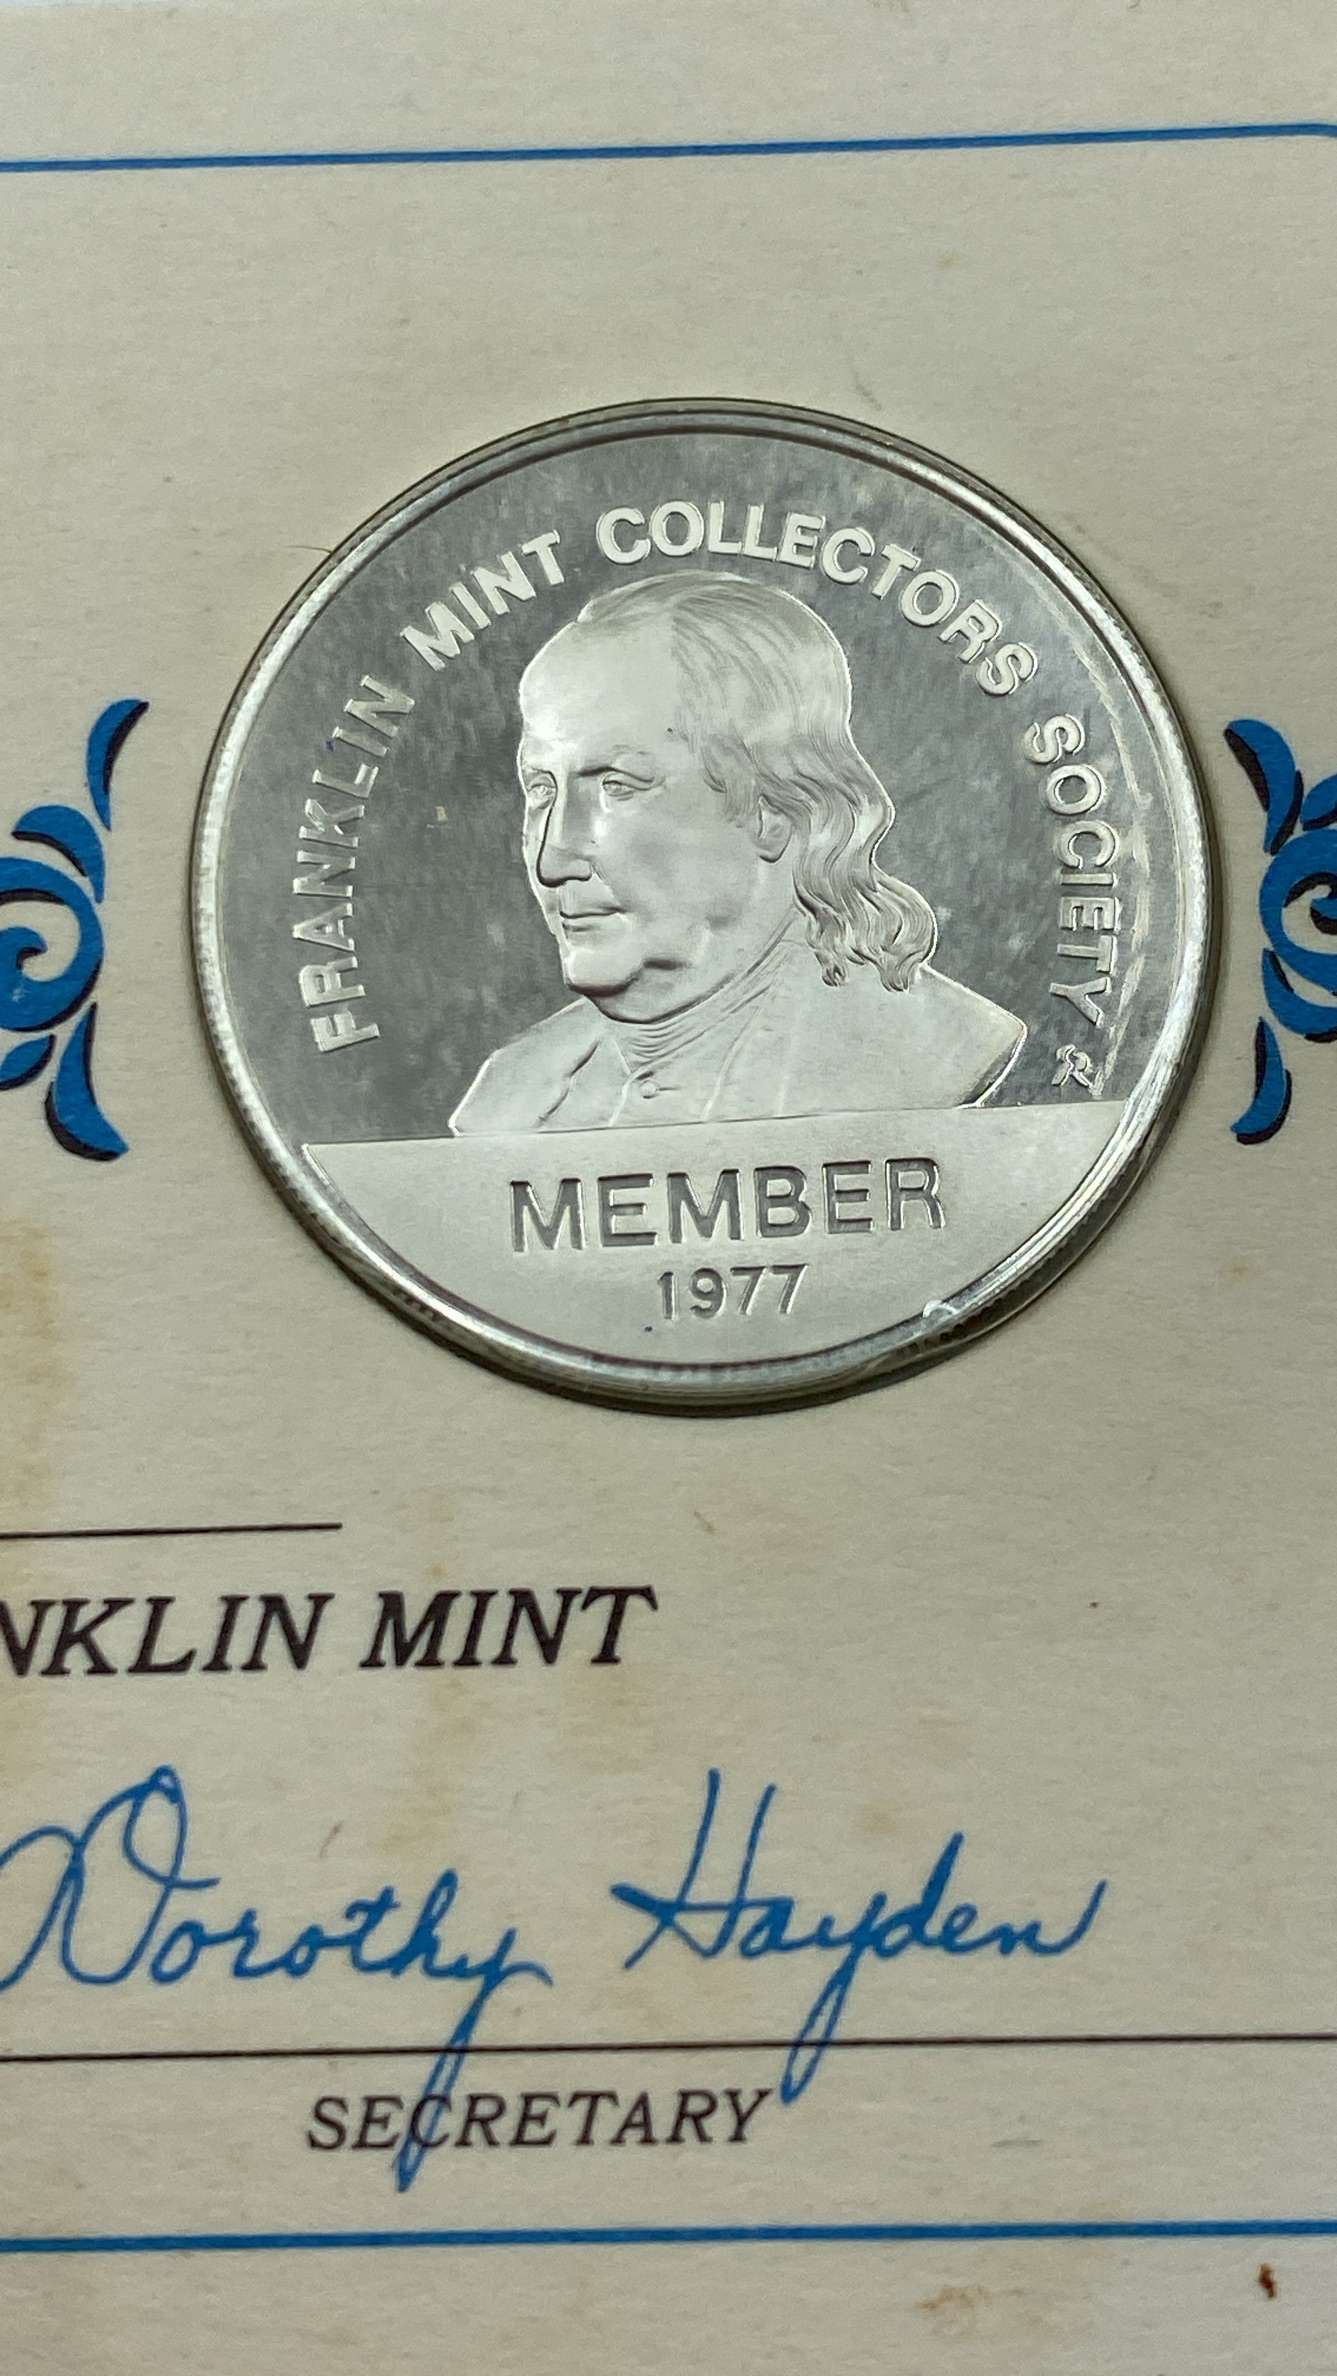 FRANKLIN MINT COLLECTORS SOCIETY
MEMBER
1977
NKLIN MINT
Dorothy Hayden
SECRETARY